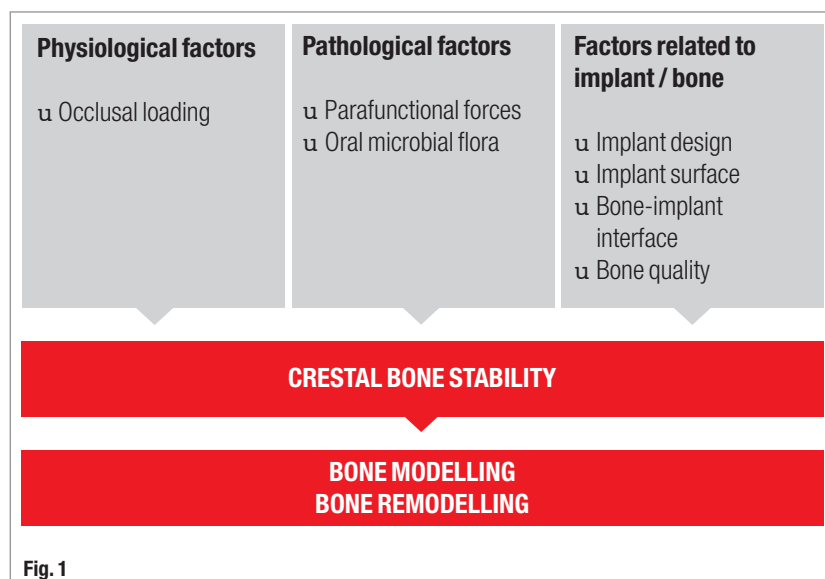 Physiological factors
u Occlusal loading
Pathological factors
u Parafunctional forces
u Oral microbial flora
Factors related to
implant / bone
u Implant design
u Implant surface
u Bone-implant
interface
u Bone quality
CRESTAL BONE STABILITY
BONE MODELLING
BONE REMODELLING
Fig. 1